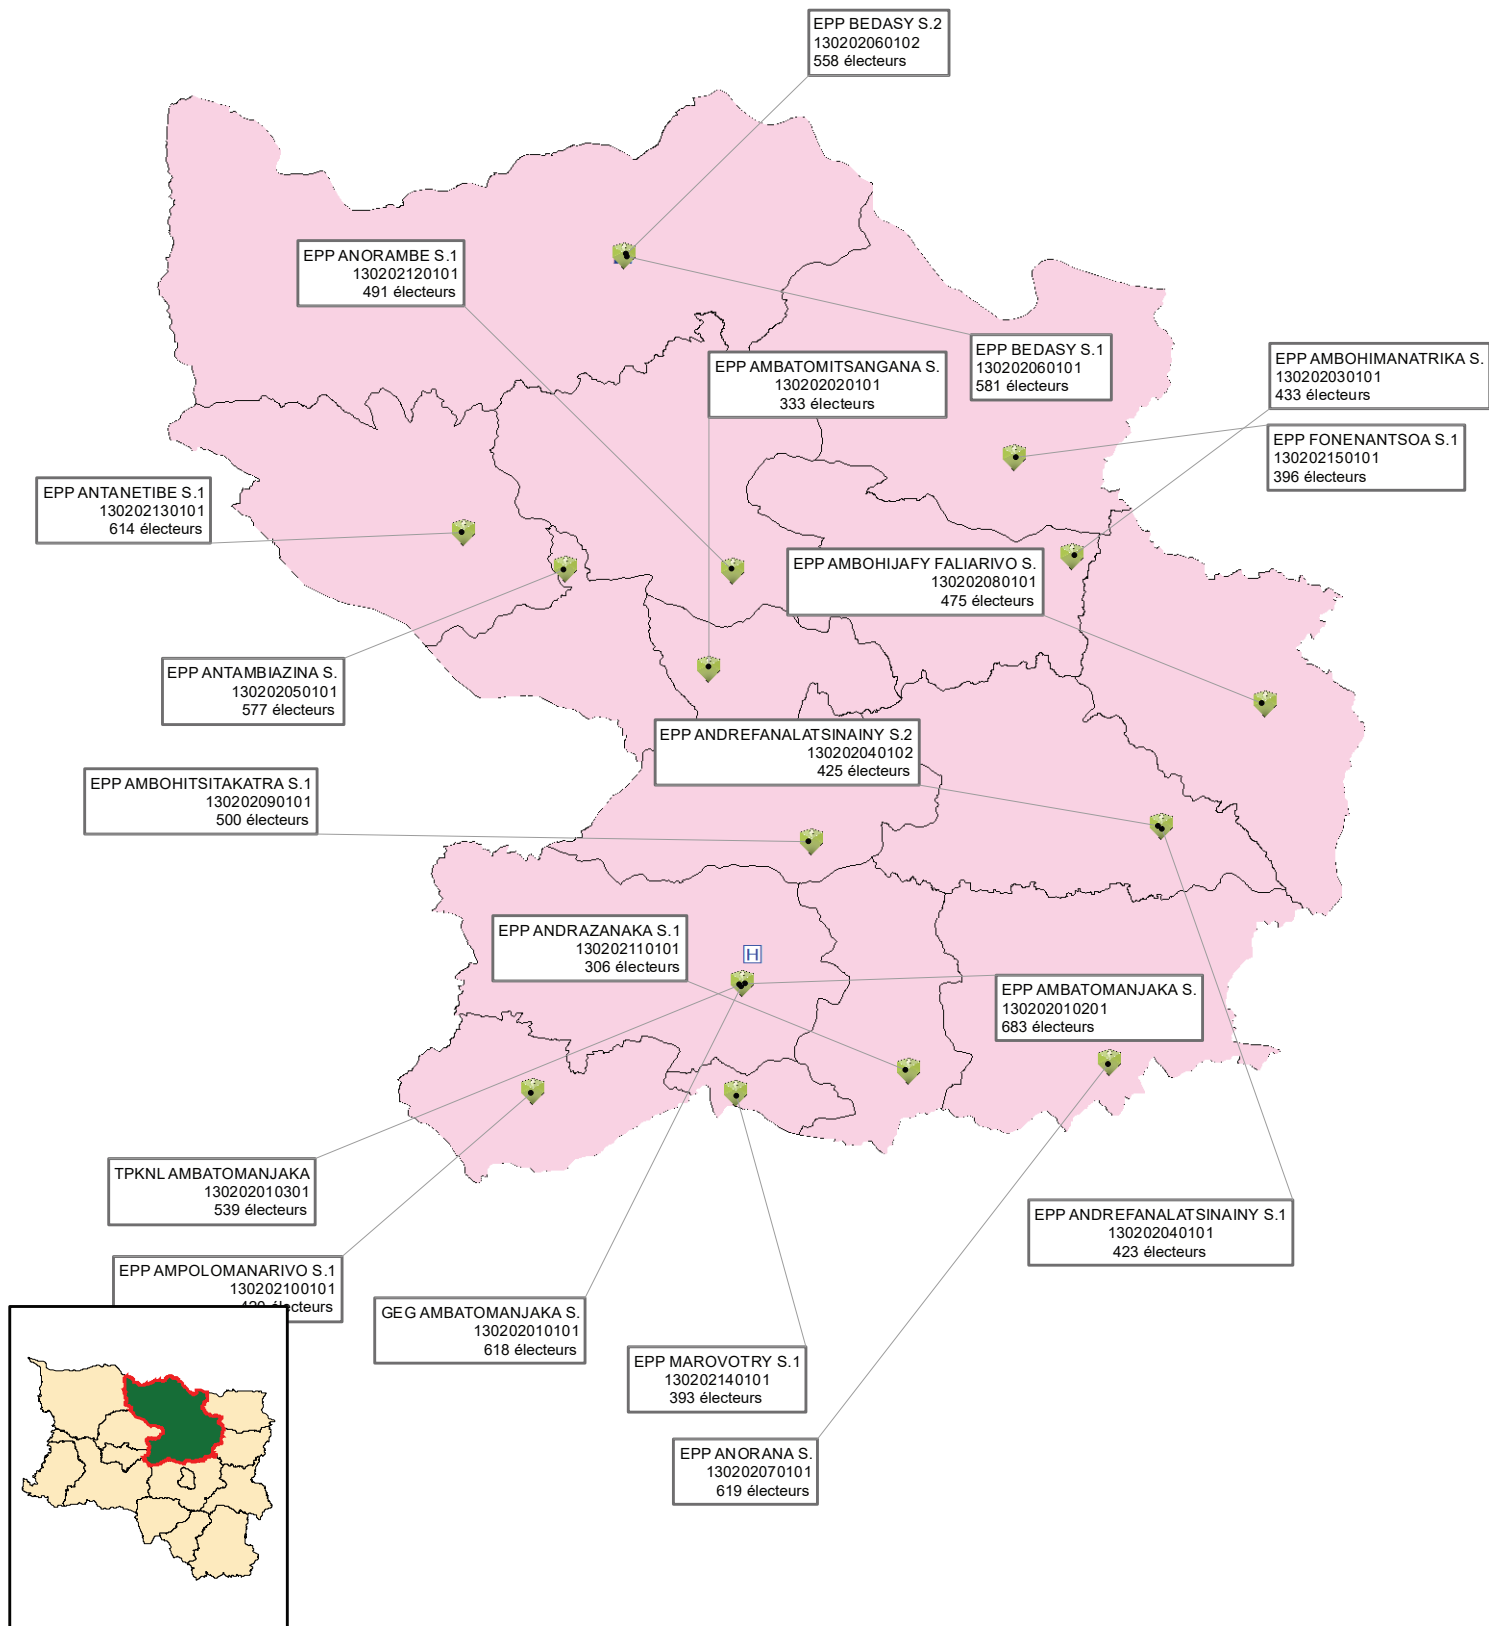 EPP BEDASY S.2
130202060102
558 électeurs
EPP ANORAMBE S.1
130202120101
491 électeurs
EPP BEDASY S.1
130202060101
581 électeurs
EPP AMBATOMITSANGANA S.
130202020101
333 électeurs
EPP AMBOHIMANATRIKA S.
130202030101
433 électeurs
EPP FONENANTSOA S.1
130202150101
396 électeurs
EPP ANTANETIBE S.1
130202130101
614 électeurs
EPP AMBOHIJAFY FALIARIVO S.
130202080101
475 électeurs
EPP ANTAMBIAZINA S.
130202050101
577 électeurs
EPP ANDREFANALATSINAINY S.2
130202040102
425 électeurs
EPP AMBOHITSITAKATRA S.1
130202090101
500 électeurs
EPP ANDRAZANAKA S.1
130202110101
306 électeurs
H
EPP AMBATOMANJAKA S.
130202010201
683 électeurs
TPKNL AMBATOMANJAKA
130202010301
539 électeurs
EPP ANDREFANALATSINAINY S.1
130202040101
423 électeurs
EPP AMPOLOMANARIVO S.1
130202100101
électeurs
GEG AMBATOMANJAKA S.
130202010101
618 électeurs
EPP MAROVOTRY S.1
130202140101
393 électeurs
EPP ANORANA S.
130202070101
619 électeurs